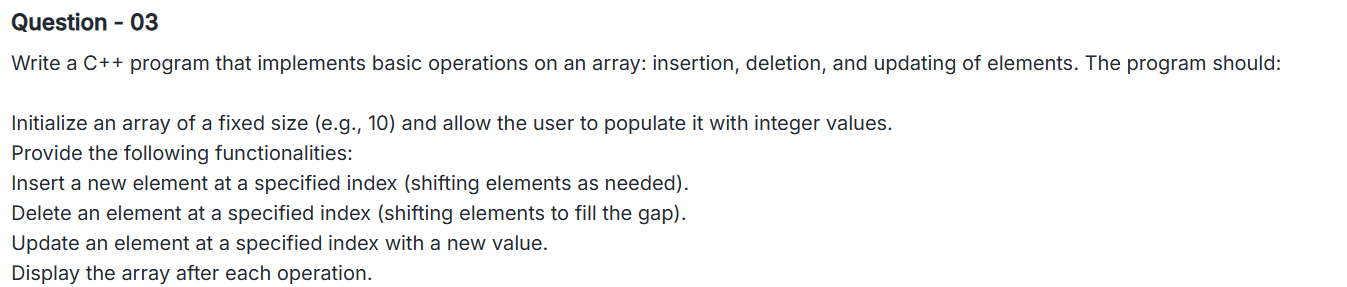 Question - 03
Write a C++ program that implements basic operations on an array: insertion, deletion, and updating of elements. The program should:
Initialize an array of a fixed size (e.g., 10) and allow the user to populate it with integer values.
Provide the following functionalities:
Insert a new element at a specified index (shifting elements as needed).
Delete an element at a specified index (shifting elements to fill the gap).
Update an element at a specified index with a new value.
Display the array after each operation.